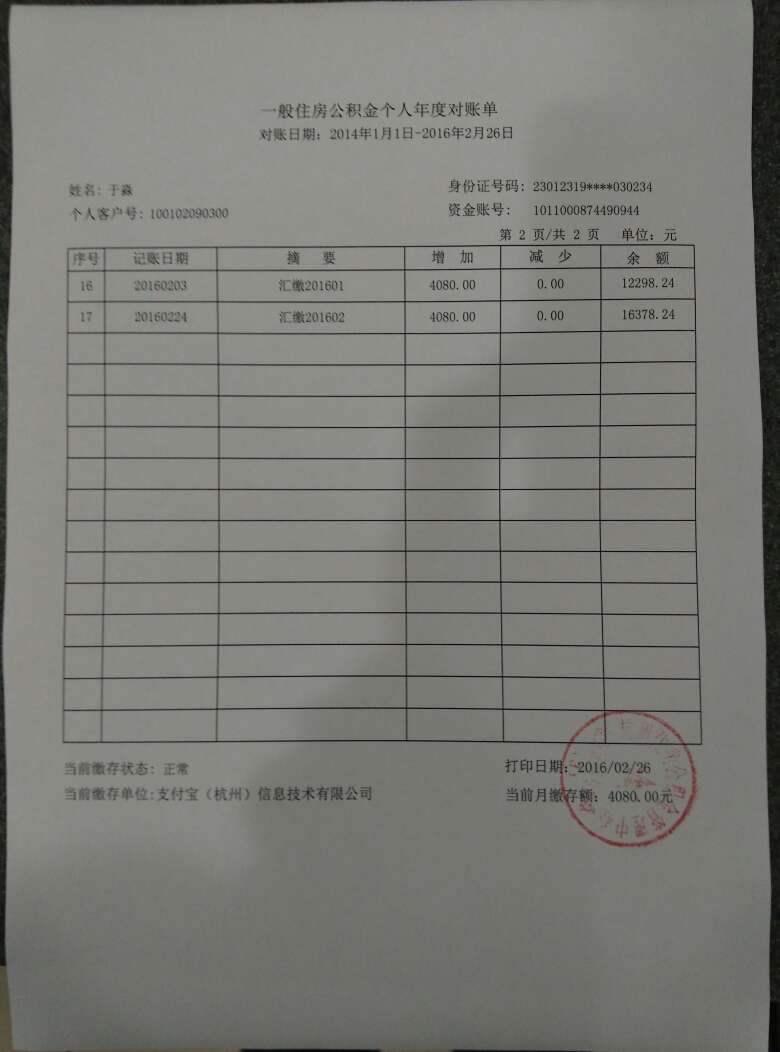 一般住房公积金个人年度对账单
对账日期：2014年1月1日-2016年2月26日
姓名：于淼 身份证号码：23012319****030234
个人客户号：100102090300 资金账号： 1011000874490944
第 2 页/共 2 页 单位：元
序号 记账日期 摘 要 增 加 减 少 余 额
16 20160203 汇缴201601 4080.00 0.00 12298.24
17 20160224 汇缴201602 4080.00 0.00 16378.24
当前缴存状态：正常 打印日期：2016/02/26
当前缴存单位:支付宝（杭州）信息技术有限公司 当前月缴存额：4080.00元